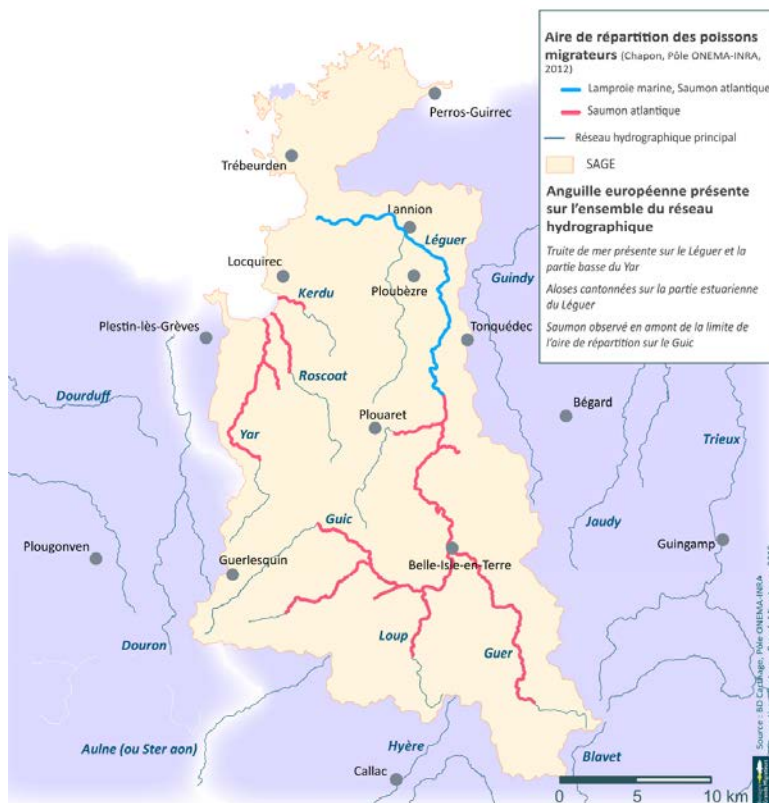 Aire de répartition des poissons
migrateurs (Chapon, Pôle ONEMA-INRA,
2012)
Lamproie marine, Saumon atlantique
Saumon atlantique
Réseau hydrographique principal
SAGE
Anguille européenne présente
sur l'ensemble du réseau
hydrographique
Truite de mer présente sur le Léguer et la
partie basse du Yar
Aloses cantonnées sur la partie estuarienne
du Léguer
Saumon observé en amont de la limite de
l'aire de répartition sur le Guic
Perros-Guirrec
Trébeurden
Lannion
Léguer
Locquirec
Kerdu
Ploubèzre
Guindy
Plestin-lès-Grèves
Tonquédec
Roscoat
Dourduff
Bégard
Plouaret
Yar
Trieux
Guic
Jaudy
Plougonven
Guerlesquin
Belle-Isle-en-Terre
Guingamp
Douron
Loup
Guer
Aulne (ou Ster aon)
Hyère
Blavet
Callac
0 5 10 km
Source : BD Carthage, Pôle ONEMA-INRA